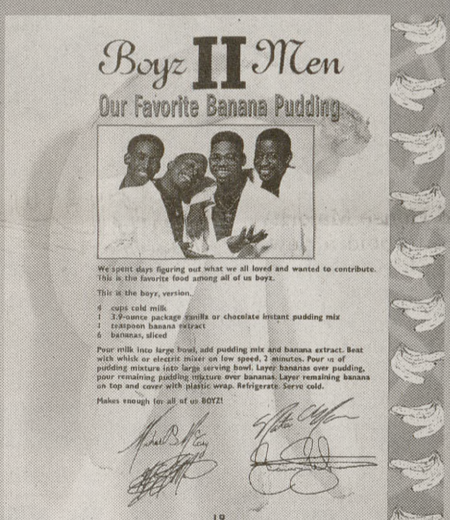 Boyz II Men
Our Favorite Banana Pudding
We spent days figuring out what we all loved and wanted to contribute.
This is the favorite food among all of us boyz.
This is the boyz, version.
4 cups cold milk
1 3.9-ounce package vanilla or chocolate instant pudding mix
1 teaspoon banana extract
6 bananas, sliced
Pour milk into large bowl, add pudding mix and banana extract. Beat
with which or electric mixer on low speed, 2 minutes. Pour of
pudding mixture into large serving bowl. Layer bananas over pudding,
pour remaining pudding mixture over bananas. Layer remaining banana
on top and cover with plastic wrap. Refrigerate. Serve cold.
Makes enough for all of us BOYZ!
19